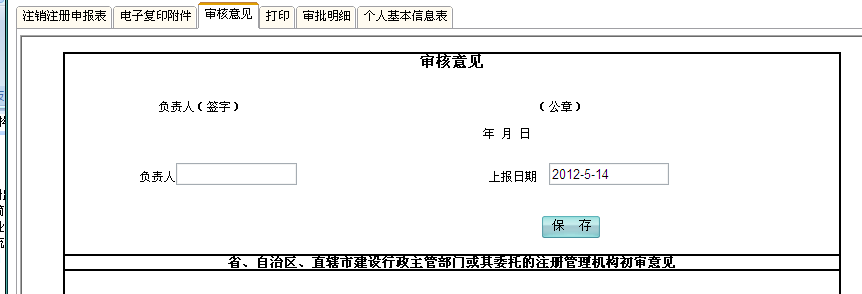 注销注册申报表 电子复印附件 审核意见 打印 审批明细 个人基本信息表
审核意见
负责人（签字） （公章）
年 月 日
负责人 上报日期 2012-5-14
保 存
省、自治区、直辖市建设行政主管部门或其委托的注册管理机构初审意见